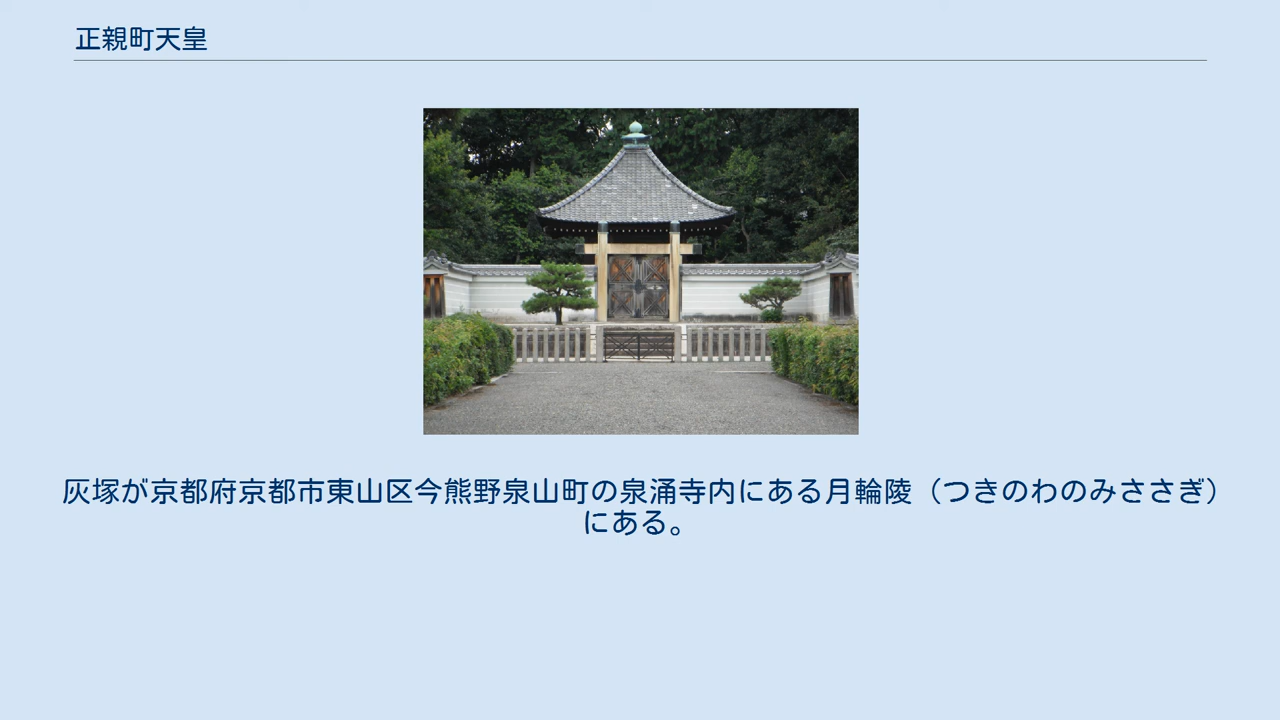 正親町天皇
灰塚が京都府京都市東山区今熊野泉山町の泉涌寺内にある月輪陵（つきのわのみささぎ）
にある。